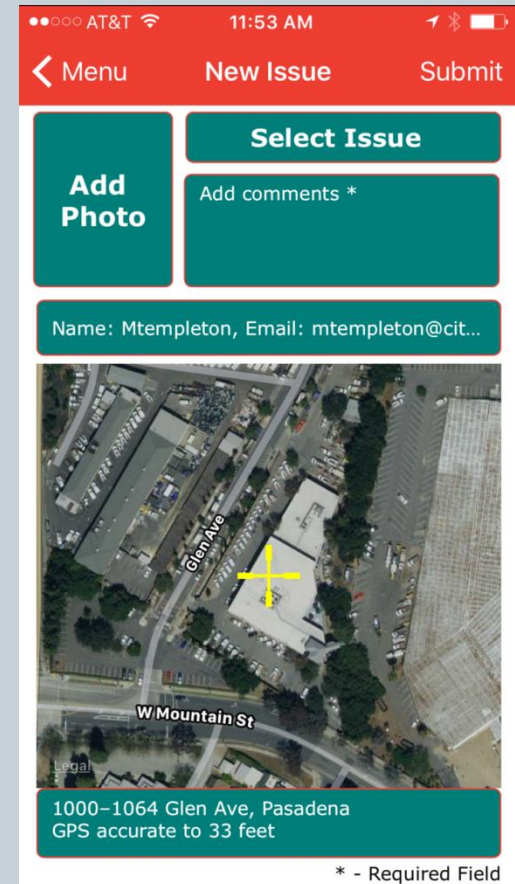 AT&T 11:53 AM
Menu New Issue Submit
Add
Photo
Select Issue
Add comments *
Name: Mtempleton, Email: mtempleton@cit...
Glen Ave
W Mountain St
Legal
1000–1064 Glen Ave, Pasadena
GPS accurate to 33 feet
* - Required Field